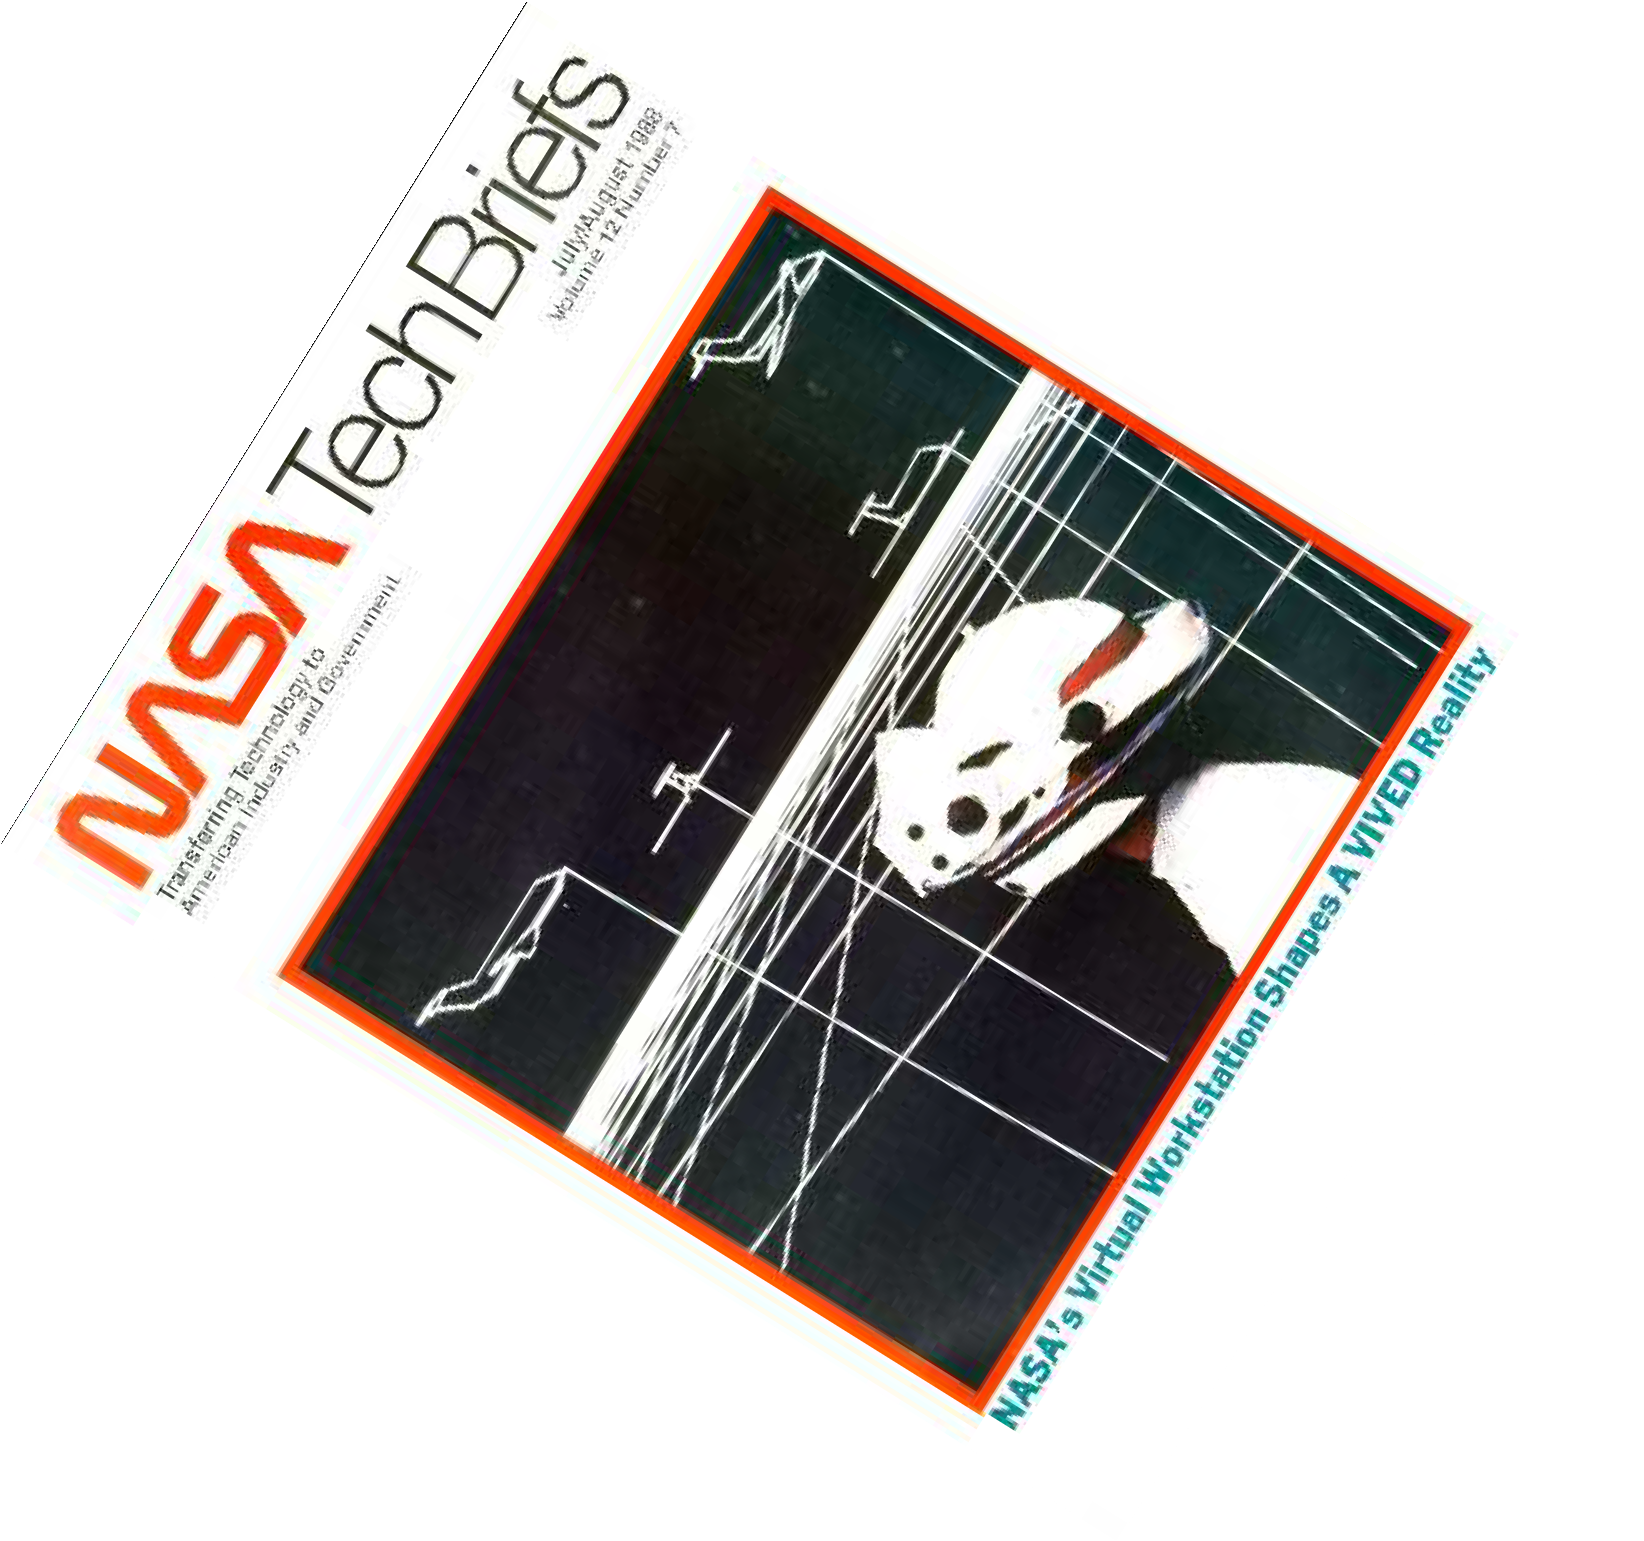 NASA Tech Briefs
Transferring Technology to
American Industry and Government
July/August 1988
Volume 12 Number 7
NASA's Virtual Workstation Shapes A VIVED Reality